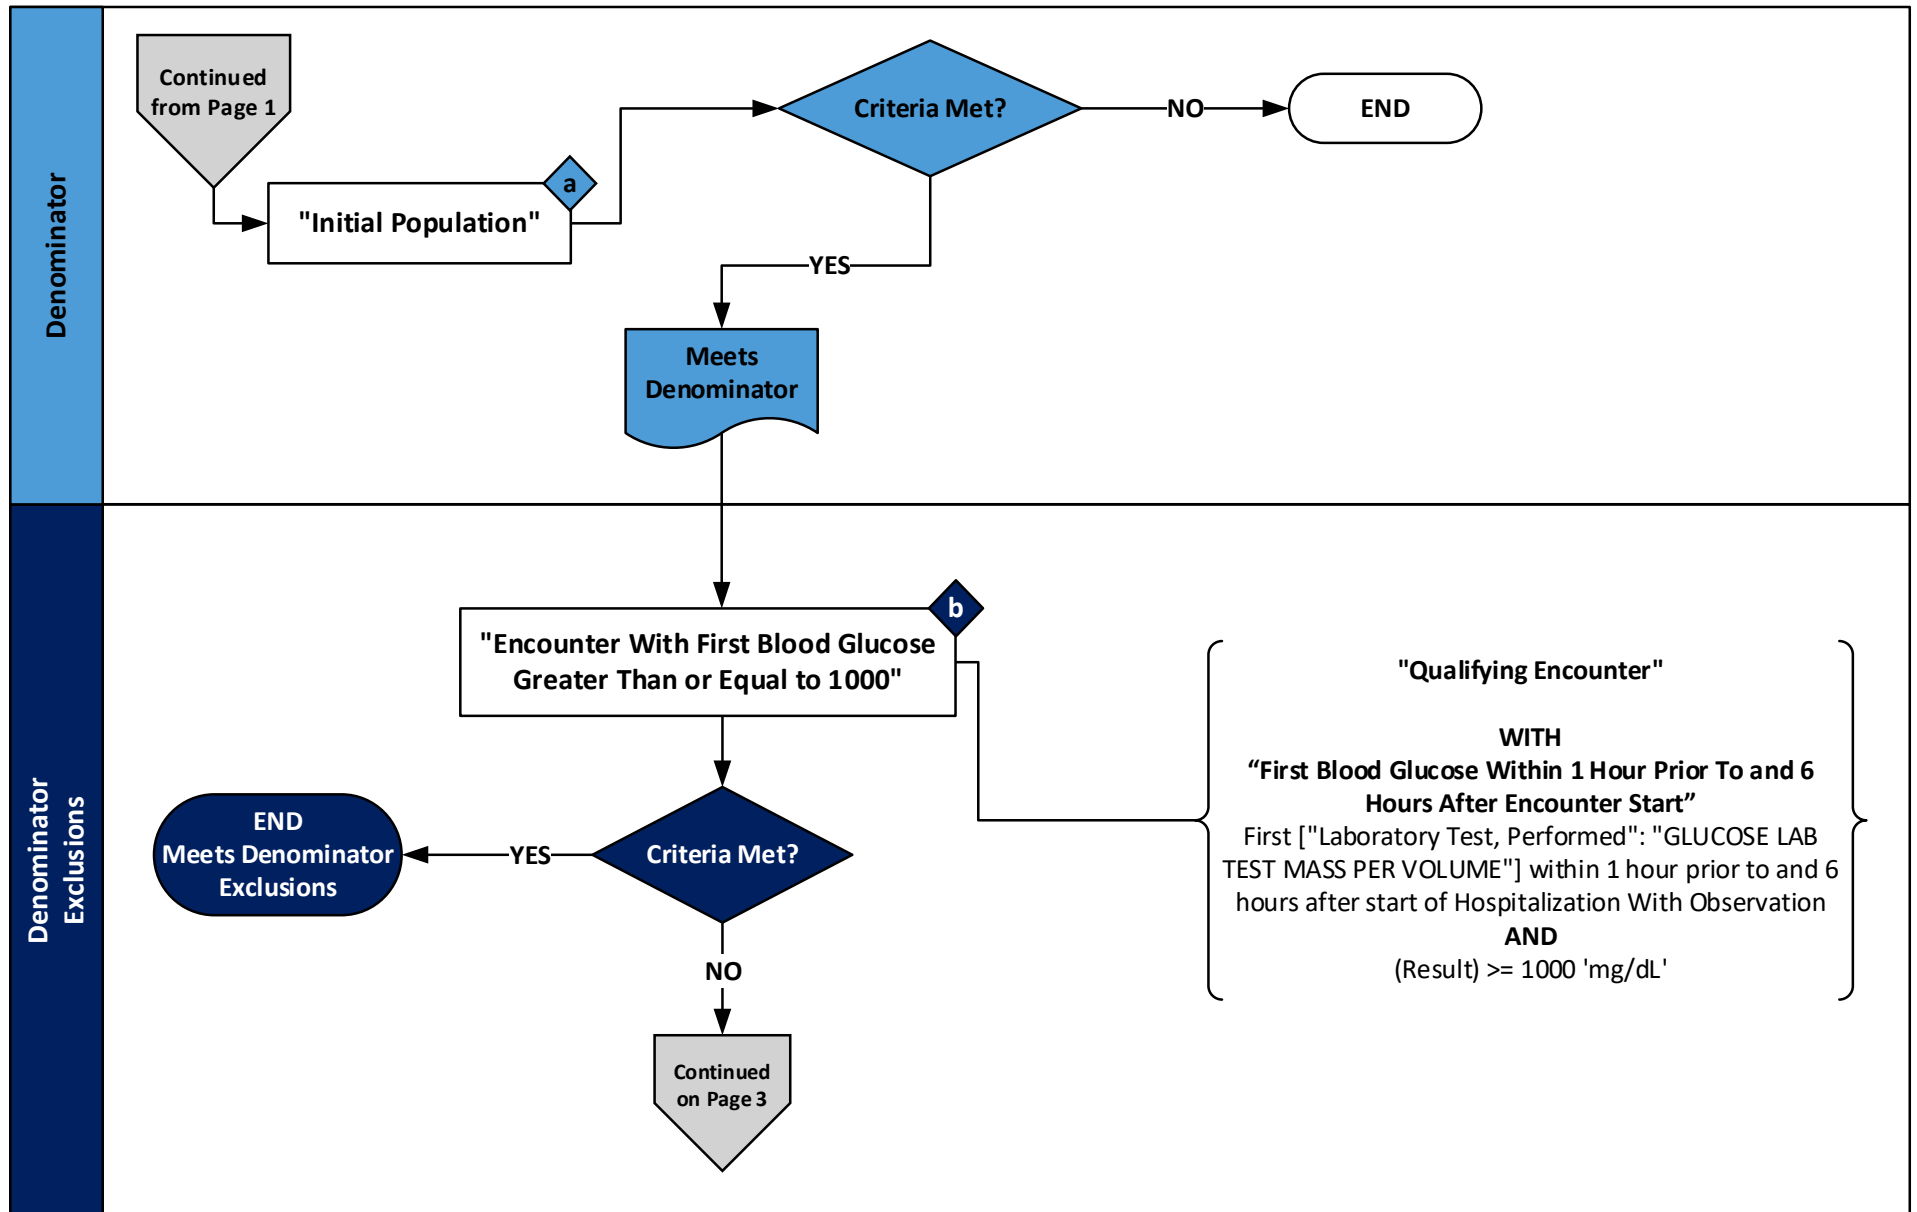 Denominator
Continued
from Page 1
a
"Initial Population"
Criteria Met?
NO
END
YES
Meets
Denominator
Denominator
Exclusions
b
"Encounter With First Blood Glucose
Greater Than or Equal to 1000"
"Qualifying Encounter"
WITH
“First Blood Glucose Within 1 Hour Prior To and 6
Hours After Encounter Start”
First ["Laboratory Test, Performed": "GLUCOSE LAB
TEST MASS PER VOLUME"] within 1 hour prior to and 6
hours after start of Hospitalization With Observation
AND
(Result) >= 1000 'mg/dL'
Criteria Met?
YES
END
Meets Denominator
Exclusions
NO
Continued
on Page 3